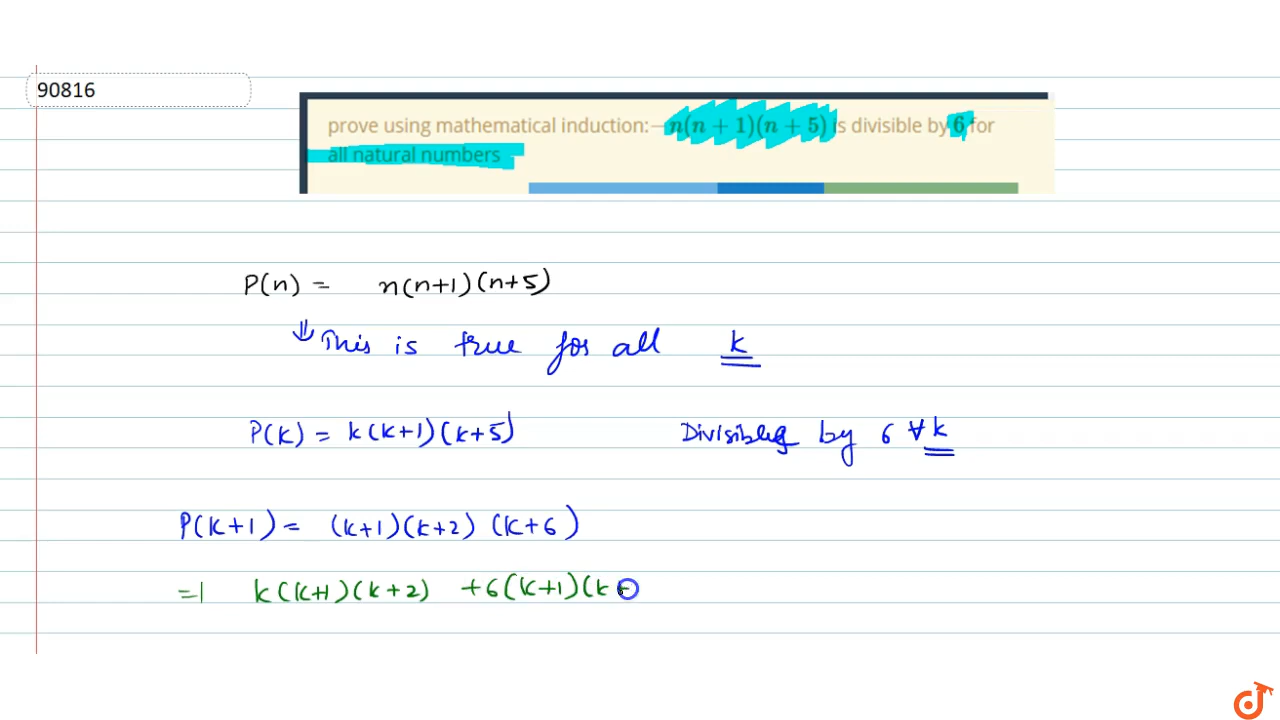 90816
prove using mathematical induction:− n(n + 1)(n + 5) is divisible by 6 for
all natural numbers
P(n) = n(n+1)(n+5)
⇓ This is true for all k
P(k) = k(k+1)(k+5) Divisible by 6 ∀ k
P(k+1) = (k+1)(k+2) (k+6)
= k(k+1)(k+2) +6(k+1)(k+